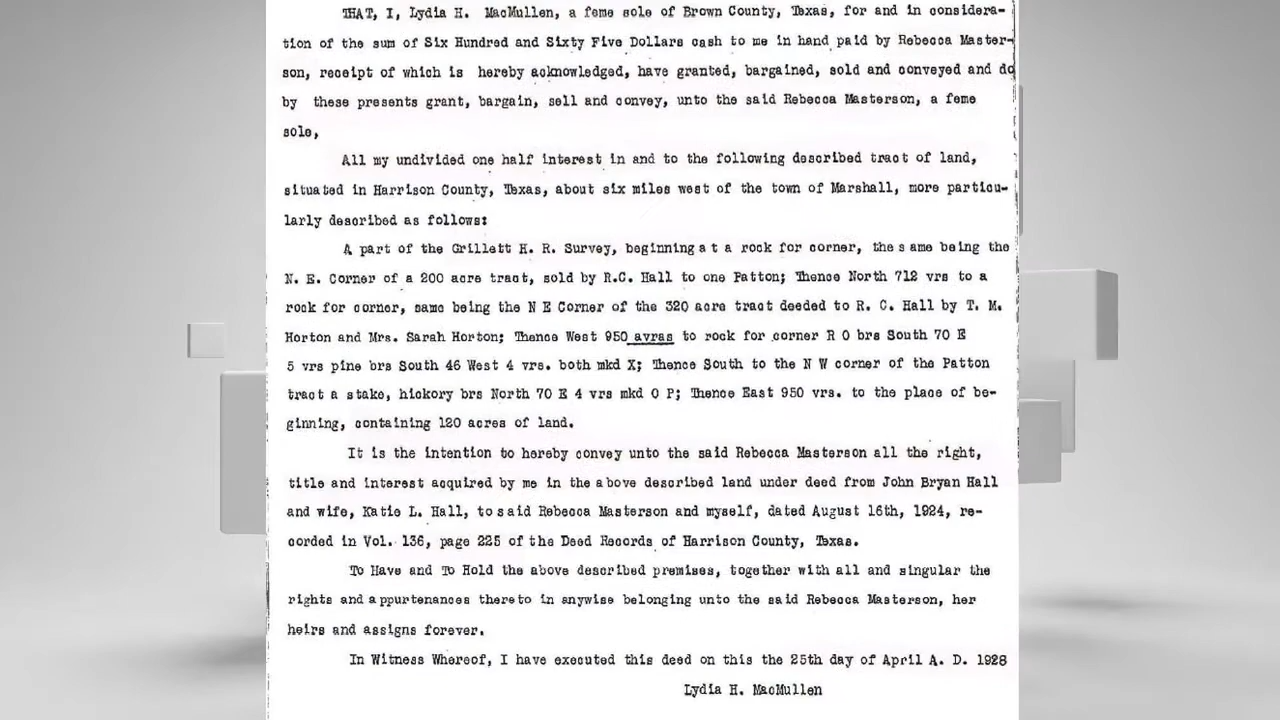 THAT, I, Lydia H. MacMullen, a feme sole of Brown County, Texas, for and in considera-
tion of the sum of Six Hundred and Sixty Five Dollars cash to me in hand paid by Rebecca Master-
son, receipt of which is hereby acknowledged, have granted, bargained, sold and conveyed and do
by these presents grant, bargain, sell and convey, unto the said Rebecca Masterson, a feme
sole,
All my undivided one half interest in and to the following described tract of land,
situated in Harrison County, Texas, about six miles west of the town of Marshall, more particu-
larly described as follows:
A part of the Grillett H. R. Survey, beginning at a rock for corner, the same being the
N. E. Corner of a 200 acre tract, sold by R.C. Hall to one Patton; Thence North 712 vrs to a
rock for corner, same being the N E Corner of the 320 acre tract deeded to R. C. Hall by T. M.
Horton and Mrs. Sarah Horton; Thence West 950 avras to rock for corner R O brs South 70 E
5 vrs pine brs South 46 West 4 vrs. both mkd X; Thence South to the N W corner of the Patton
tract a stake, hickory brs North 70 E 4 vrs mkd O P; Thence East 950 vrs. to the place of be-
ginning, containing 120 acres of land.
It is the intention to hereby convey unto the said Rebecca Masterson all the right,
title and interest acquired by me in the above described land under deed from John Bryan Hall
and wife, Katie L. Hall, to said Rebecca Masterson and myself, dated August 16th, 1924, re-
corded in Vol. 136, page 225 of the Deed Records of Harrison County, Texas.
To Have and To Hold the above described premises, together with all and singular the
rights and appurtenances thereto in anywise belonging unto the said Rebecca Masterson, her
heirs and assigns forever.
In Witness Whereof, I have executed this deed on this the 25th day of April A. D. 1928
Lydia H. MacMullen